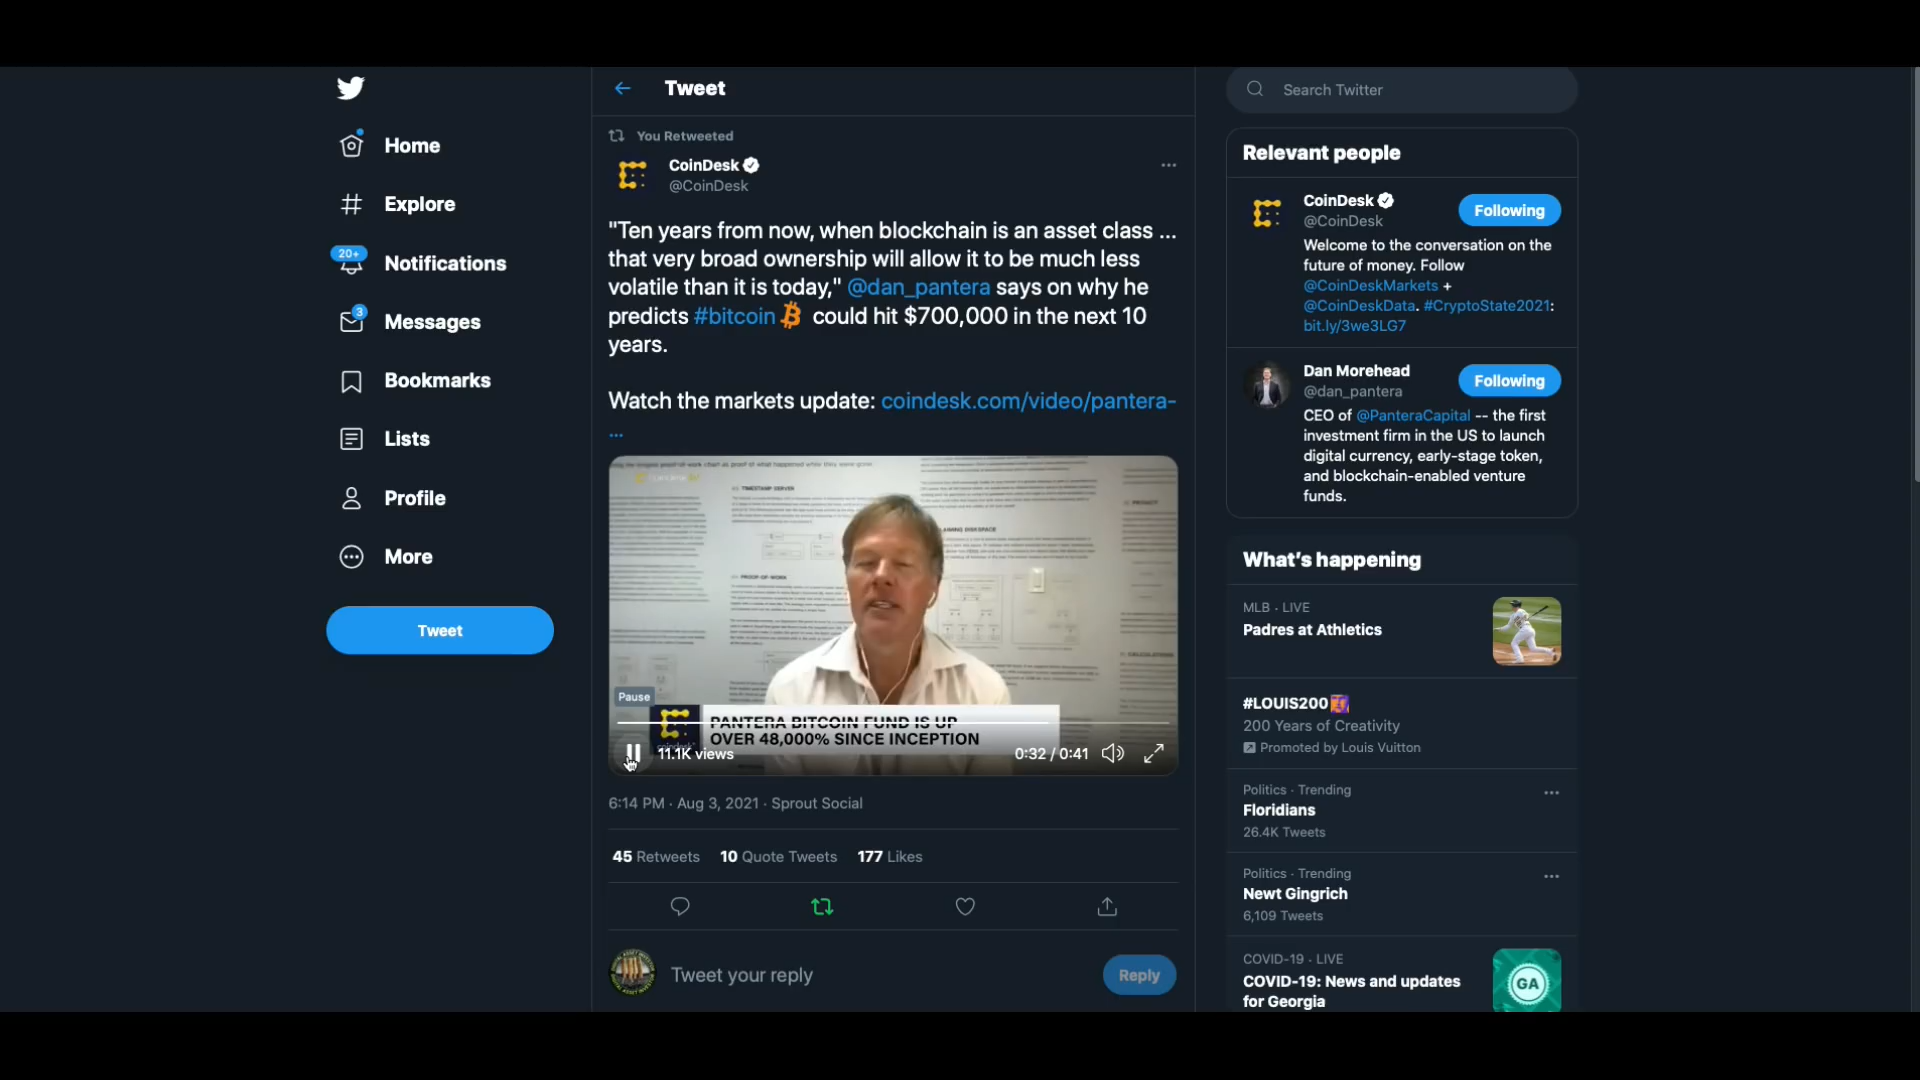 Home
Explore
20+
Notifications
3
Messages
Bookmarks
Lists
Profile
More
Tweet
Tweet
You Retweeted
CoinDesk
@CoinDesk
"Ten years from now, when blockchain is an asset class ...
that very broad ownership will allow it to be much less
volatile than it is today," @dan_pantera says on why he
predicts #bitcoin could hit $700,000 in the next 10
years.
Watch the markets update: coindesk.com/video/pantera-
...
TIMESTAMP SERVER
PROOF-OF-WORK
Pause
PANTERA BITCOIN FUND IS UP
OVER 48,000% SINCE INCEPTION
11.1K views
0:32 / 0:41
6:14 PM · Aug 3, 2021 · Sprout Social
45 Retweets 10 Quote Tweets 177 Likes
Tweet your reply
Reply
Search Twitter
Relevant people
CoinDesk
@CoinDesk
Following
Welcome to the conversation on the
future of money. Follow
@CoinDeskMarkets +
@CoinDeskData. #CryptoState2021:
bit.ly/3we3LG7
Dan Morehead
@dan_pantera
Following
CEO of @PanteraCapital -- the first
investment firm in the US to launch
digital currency, early-stage token,
and blockchain-enabled venture
funds.
What's happening
MLB · LIVE
Padres at Athletics
#LOUIS200
200 Years of Creativity
Promoted by Louis Vuitton
Politics · Trending
Floridians
26.4K Tweets
Politics · Trending
Newt Gingrich
6,109 Tweets
COVID-19 · LIVE
COVID-19: News and updates
for Georgia
GA